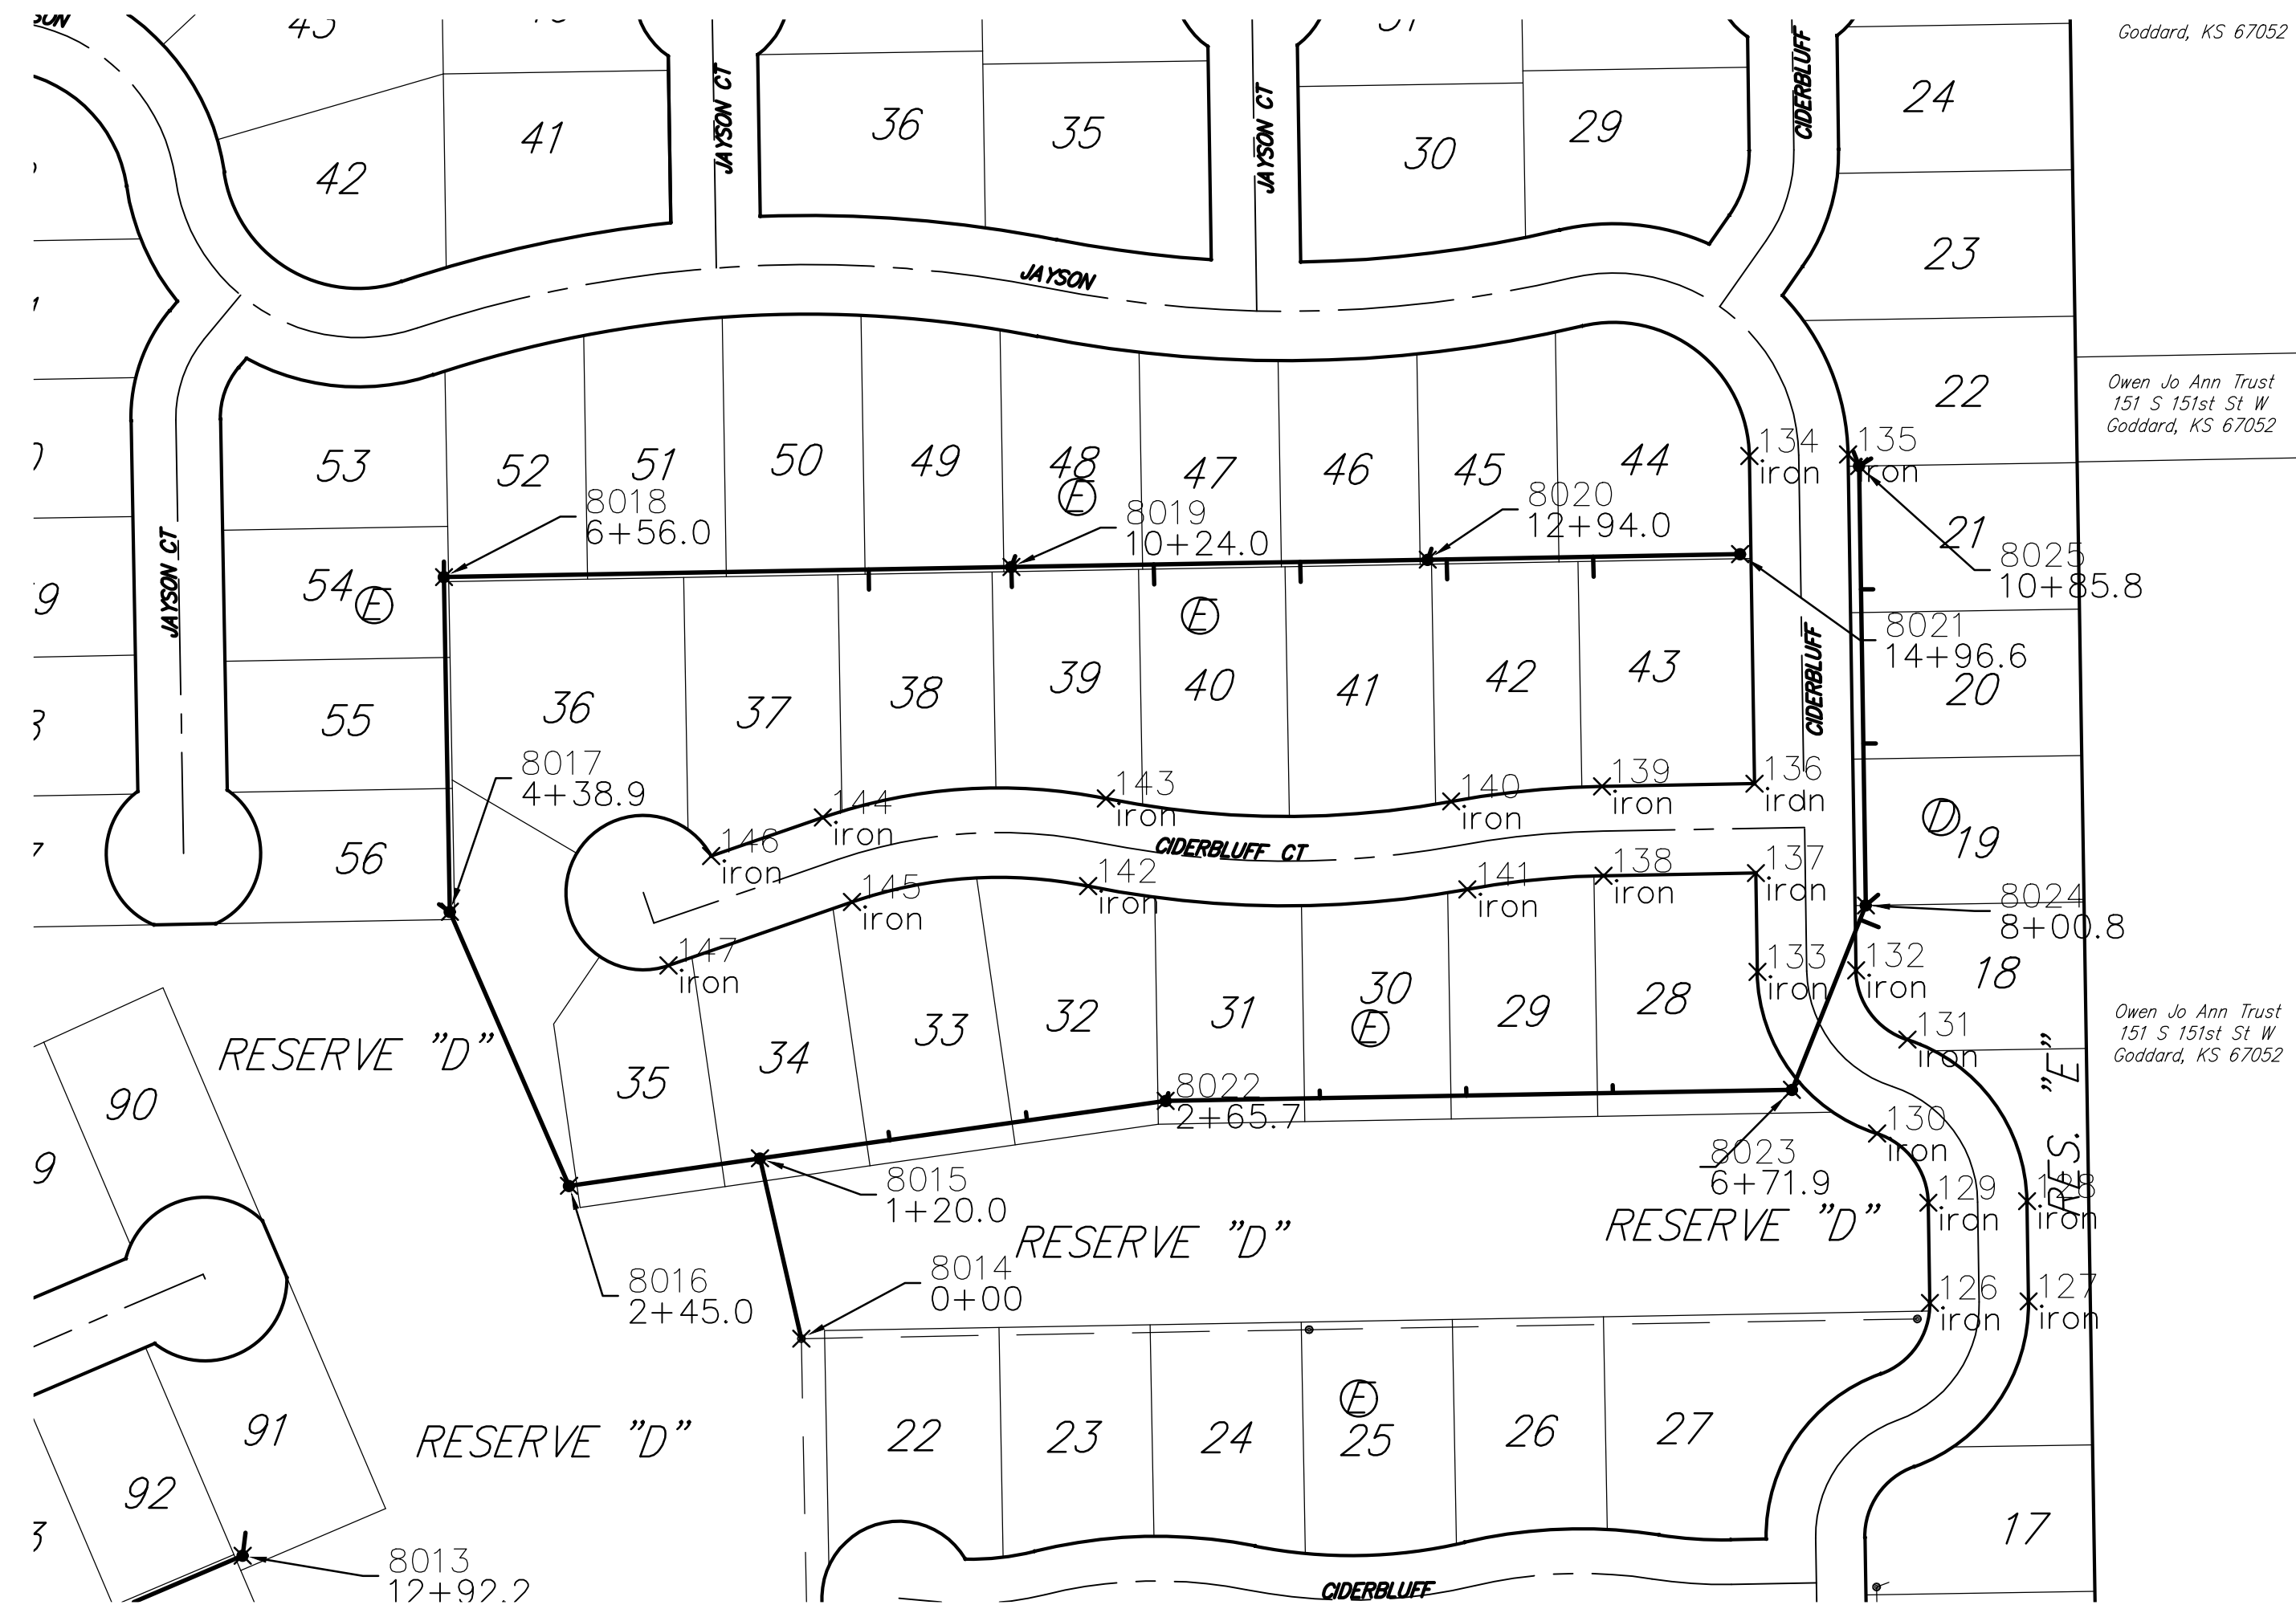 Goddard, KS 67052
JAYSON CT
JAYSON CT
CIDERBLUFF
24
41
36
35
30
29
42
23
JAYSON
22
Owen Jo Ann Trust
151 S 151st St W
Goddard, KS 67052
53
52
51
50
49
48
E
47
46
45
44
134
iron
135
iron
8018
6+56.0
8019
10+24.0
8020
12+94.0
21
8025
10+85.8
JAYSON CT
54
E
E
8021
14+96.6
CIDERBLUFF
20
55
36
37
38
39
40
41
42
43
8017
4+38.9
144
iron
143
iron
140
iron
139
iron
136
irdn
D
19
56
146
iron
CIDERBLUFF CT
145
iron
142
iron
141
iron
138
iron
137
iron
8024
8+00.8
147
iron
133
iron
132
iron
18
131
iron
RESERVE "D"
35
34
33
32
31
30
E
29
28
Owen Jo Ann Trust
151 S 151st St W
Goddard, KS 67052
RES. "E"
90
8022
2+65.7
8023
6+71.9
130
iron
8015
1+20.0
129
iron
128
iron
RESERVE "D"
RESERVE "D"
8016
2+45.0
8014
0+00
126
iron
127
iron
91
RESERVE "D"
22
23
24
E
25
26
27
92
17
8013
12+92.2
CIDERBLUFF